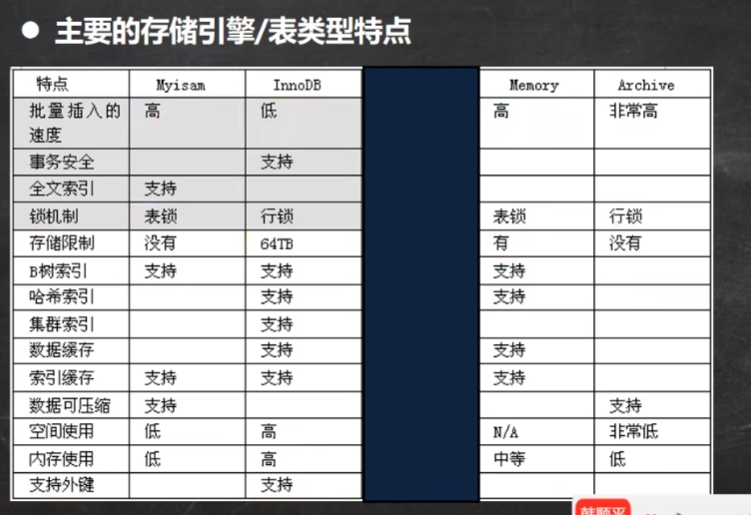 ● 主要的存储引擎/表类型特点
特点 Myisam InnoDB Memory Archive
批量插入的 高 低 高 非常高
速度
事务安全 支持
全文索引 支持
锁机制 表锁 行锁 表锁 行锁
存储限制 没有 64TB 有 没有
B树索引 支持 支持 支持
哈希索引 支持 支持
集群索引 支持
数据缓存 支持 支持
索引缓存 支持 支持 支持
数据可压缩 支持 支持
空间使用 低 高 N/A 非常低
内存使用 低 高 中等 低
支持外键 支持
韩顺平